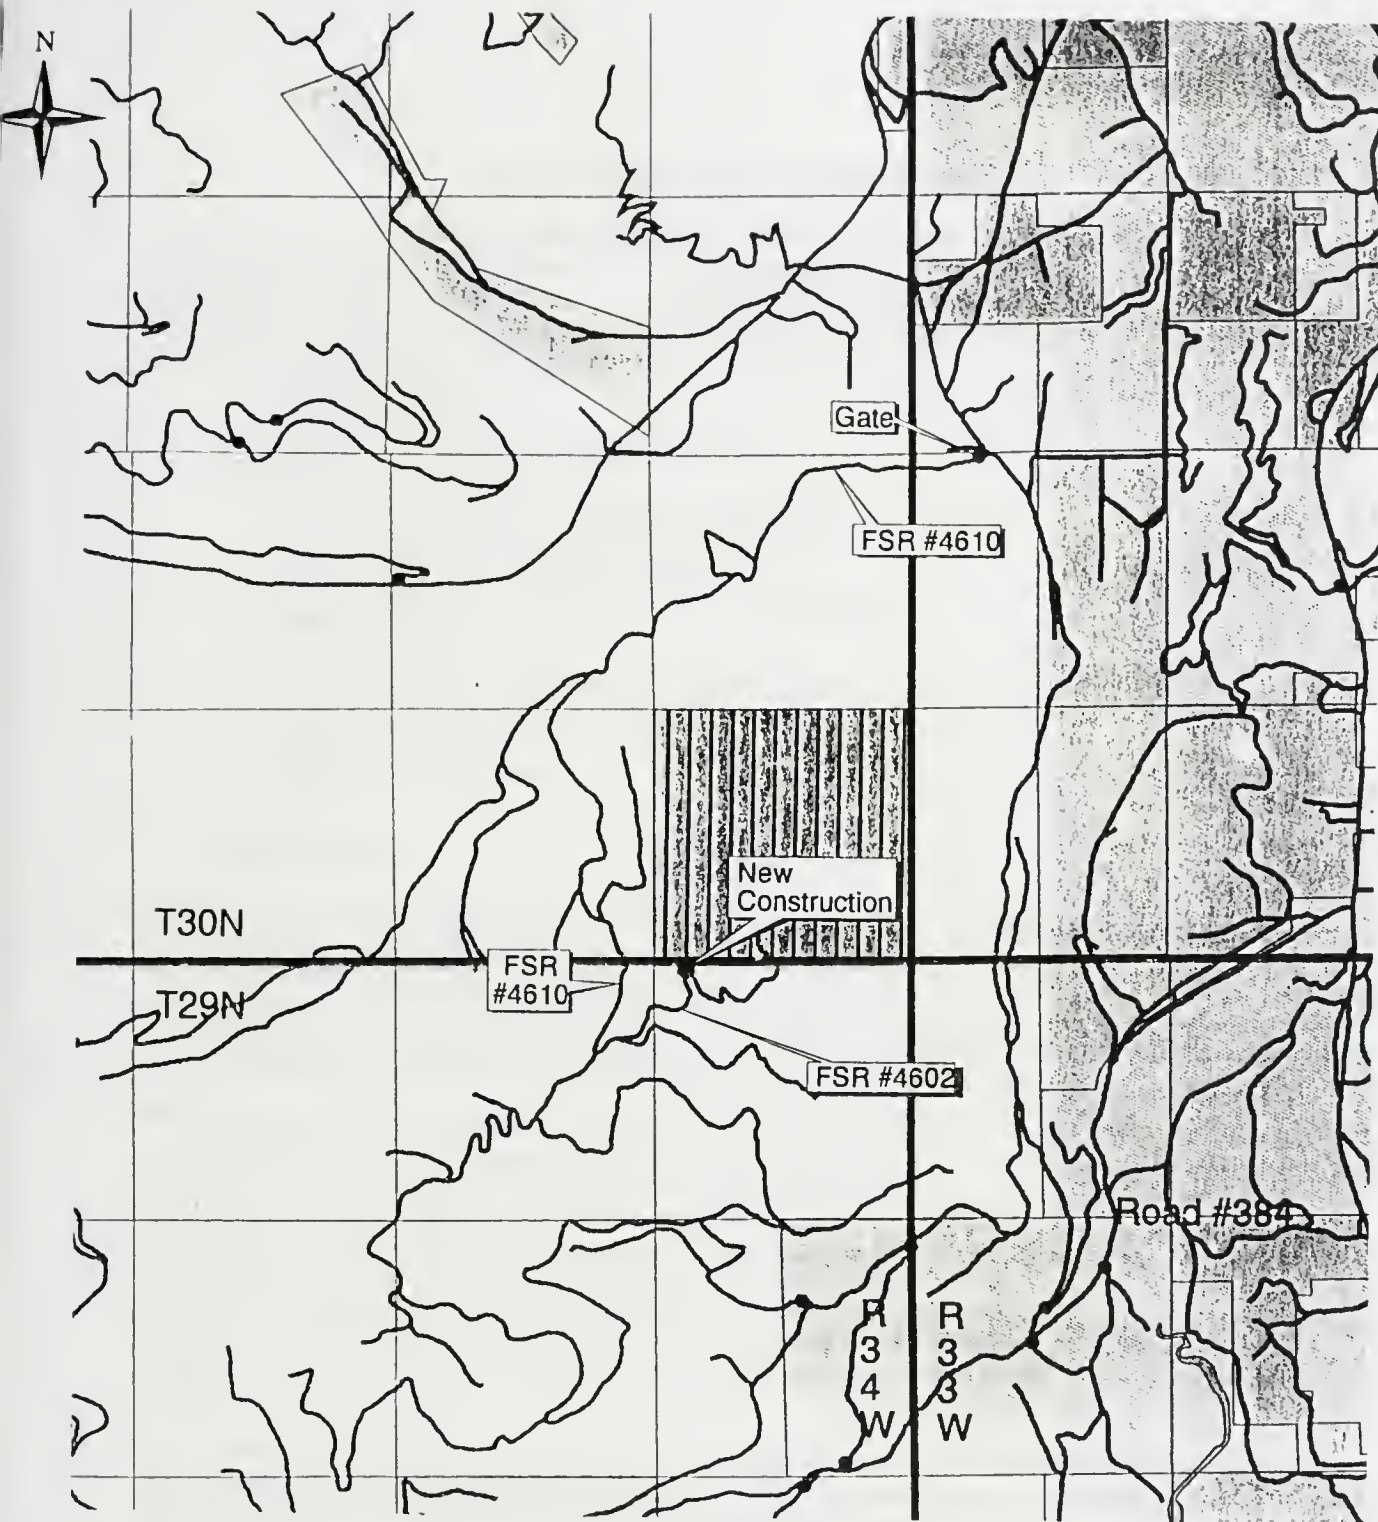 N
Gate
FSR #4610
New
Construction
T30N
FSR
#4610
T29N
FSR #4602
Road #384
R
3
4
W
R
3
3
W